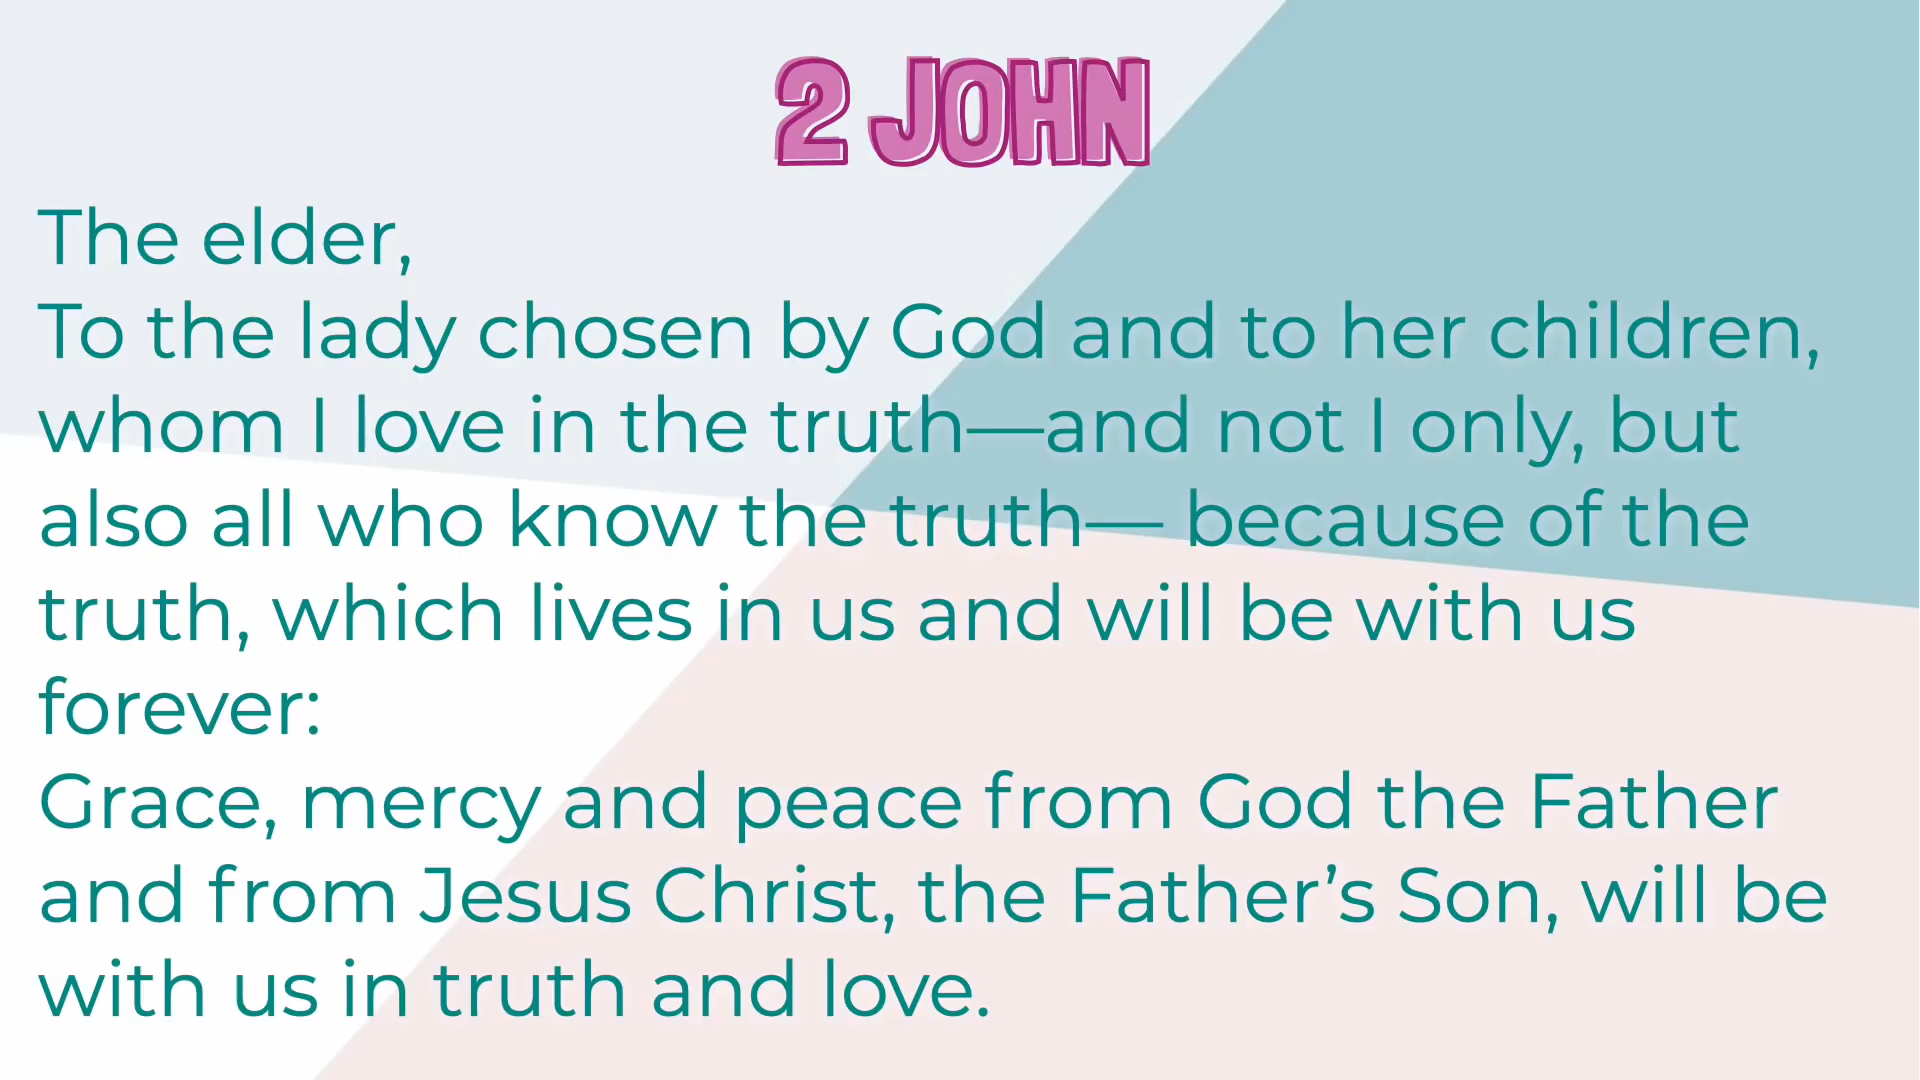 2 JOHN
The elder,
To the lady chosen by God and to her children,
whom I love in the truth—and not I only, but
also all who know the truth— because of the
truth, which lives in us and will be with us
forever:
Grace, mercy and peace from God the Father
and from Jesus Christ, the Father’s Son, will be
with us in truth and love.